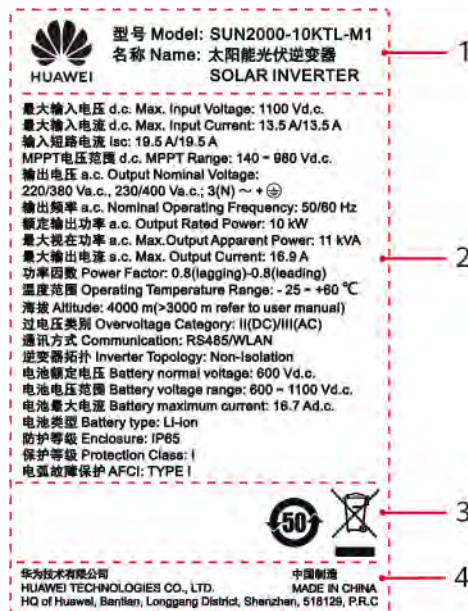 型号 Model: SUN2000-10KTL-M1
名称 Name: 太阳能光伏逆变器
SOLAR INVERTER
HUAWEI
1
最大输入电压 d.c. Max. Input Voltage: 1100 Vd.c.
最大输入电流 d.c. Max. Input Current: 13.5 A/13.5 A
输入短路电流 Isc: 19.5 A/19.5 A
MPPT电压范围 d.c. MPPT Range: 140 ~ 980 Vd.c.
输出电压 a.c. Output Nominal Voltage:
220/380 Va.c., 230/400 Va.c.; 3(N) ～ + ⏚
输出频率 a.c. Nominal Operating Frequency: 50/60 Hz
额定输出功率 a.c. Output Rated Power: 10 kW
最大视在功率 a.c. Max.Output Apparent Power: 11 kVA
最大输出电流 a.c. Max. Output Current: 16.9 A
功率因数 Power Factor: 0.8(lagging)-0.8(leading)
温度范围 Operating Temperature Range: - 25 ~ +60 ℃
海拔 Altitude: 4000 m(>3000 m refer to user manual)
过电压类别 Overvoltage Category: II(DC)/III(AC)
通讯方式 Communication: RS485/WLAN
逆变器拓扑 Inverter Topology: Non-isolation
电池额定电压 Battery normal voltage: 600 Vd.c.
电池电压范围 Battery voltage range: 600 ~ 1100 Vd.c.
电池最大电流 Battery maximum current: 16.7 Ad.c.
电池类型 Battery type: Li-ion
防护等级 Enclosure: IP65
保护等级 Protection Class: I
电弧故障保护 AFCI: TYPE I
2
50
3
华为技术有限公司 中国制造
HUAWEI TECHNOLOGIES CO., LTD. MADE IN CHINA
HQ of Huawei, Bantian, Longgang District, Shenzhen, 518129, P.R.C
4